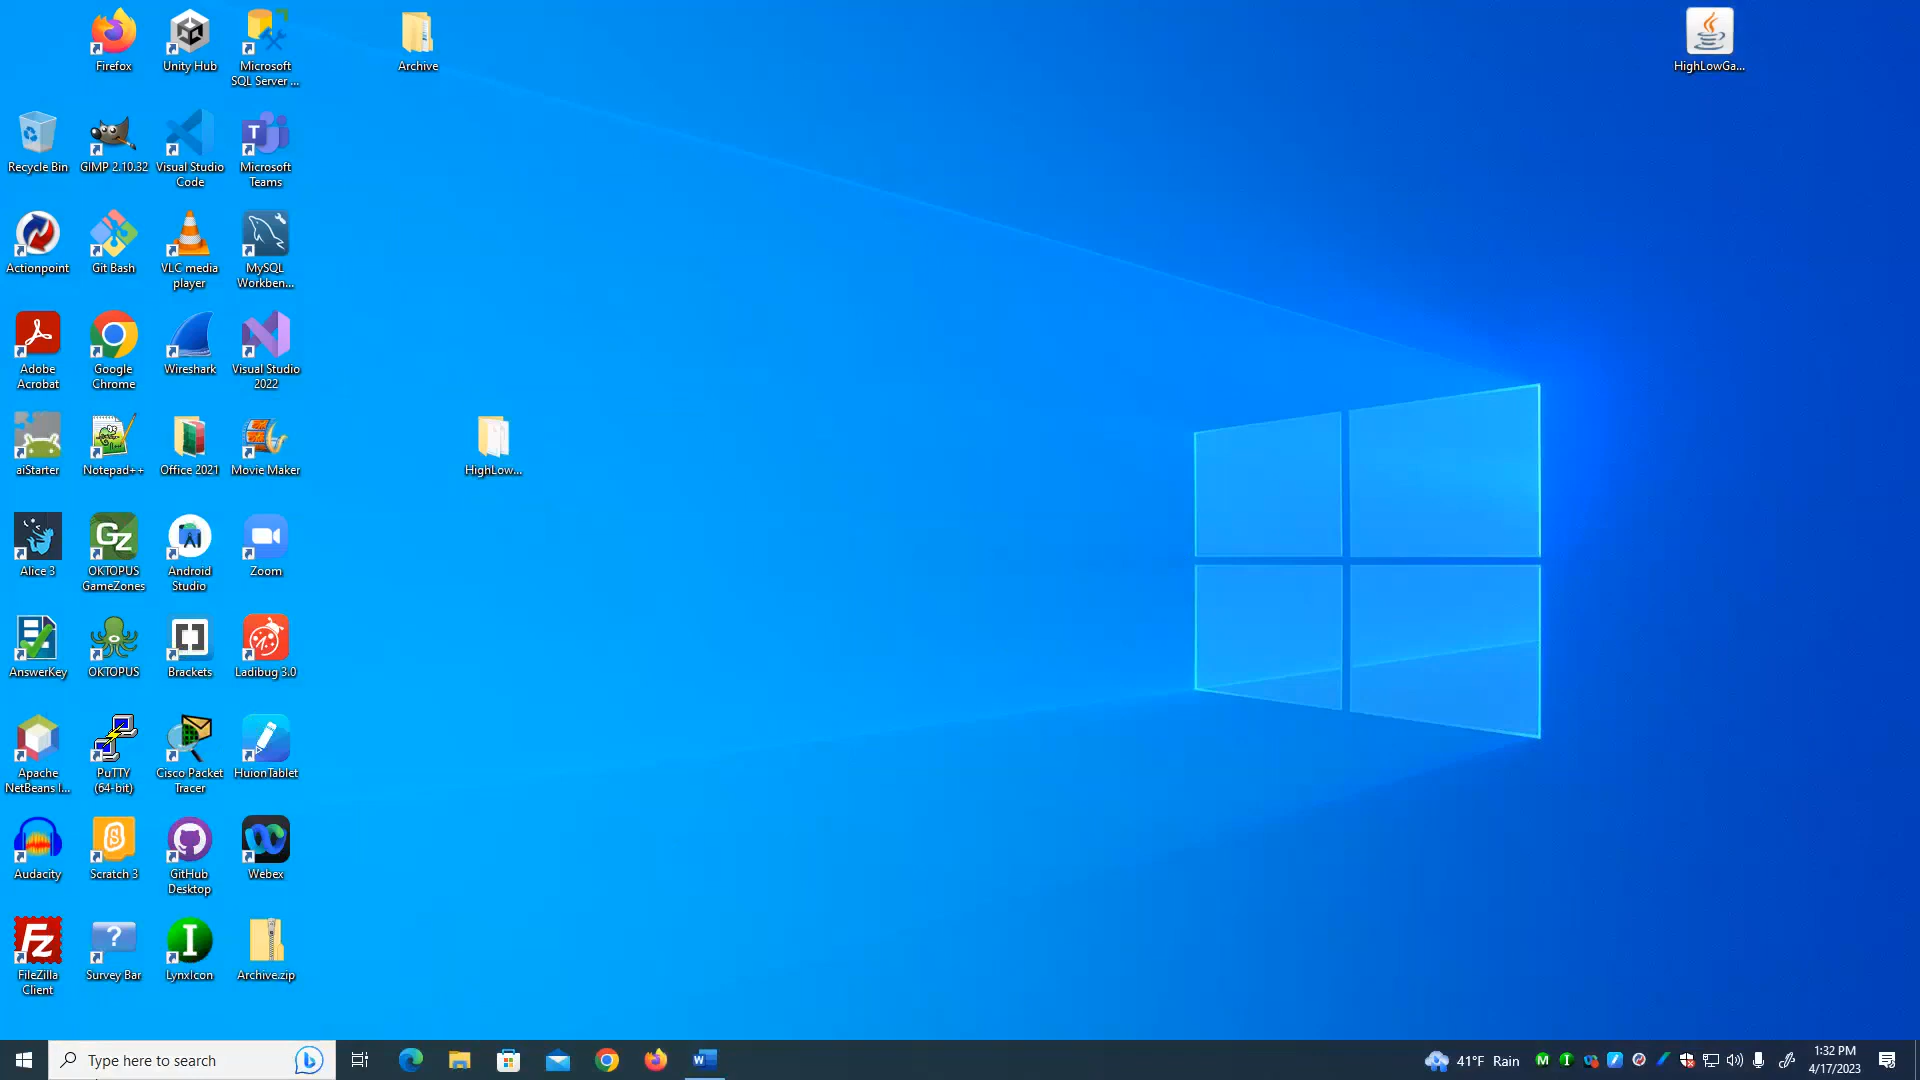 Firefox
Unity Hub
Microsoft
SQL Server ...
Archive
HighLowGa...
Recycle Bin
GIMP 2.10.32
Visual Studio
Code
Microsoft
Teams
Actionpoint
Git Bash
VLC media
player
MySQL
Workben...
Adobe
Acrobat
Google
Chrome
Wireshark
Visual Studio
2022
aiStarter
Notepad++
Office 2021
Movie Maker
HighLow...
Alice 3
OKTOPUS
GameZones
Android
Studio
Zoom
AnswerKey
OKTOPUS
Brackets
Ladibug 3.0
Apache
NetBeans I...
PuTTY
(64-bit)
Cisco Packet
Tracer
HuionTablet
Audacity
Scratch 3
GitHub
Desktop
Webex
FileZilla
Client
Survey Bar
LynxIcon
Archive.zip
Type here to search
41°F Rain
1:32 PM
4/17/2023